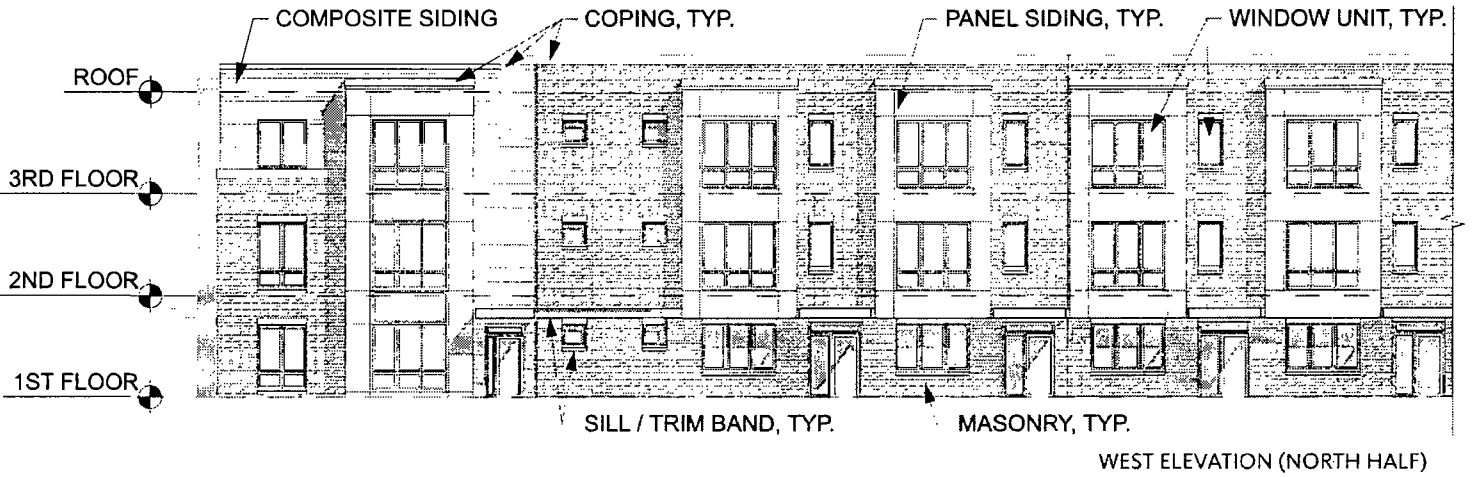 COMPOSITE SIDING
COPING, TYP.
PANEL SIDING, TYP.
WINDOW UNIT, TYP.
ROOF
3RD FLOOR
2ND FLOOR
1ST FLOOR
SILL / TRIM BAND, TYP.
MASONRY, TYP.
WEST ELEVATION (NORTH HALF)